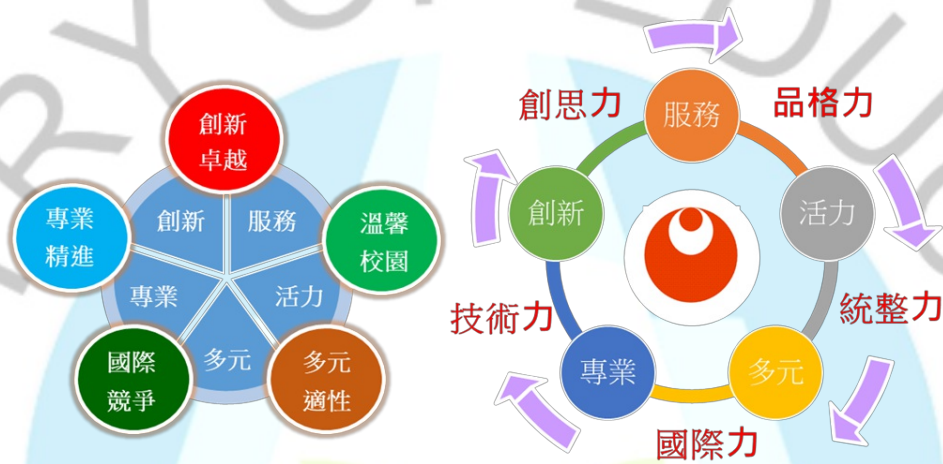 創新
卓越
專業
精進
溫馨
校園
國際
競爭
多元
適性
創新
服務
專業
活力
多元
創思力
服務
品格力
創新
活力
技術力
統整力
專業
多元
國際力